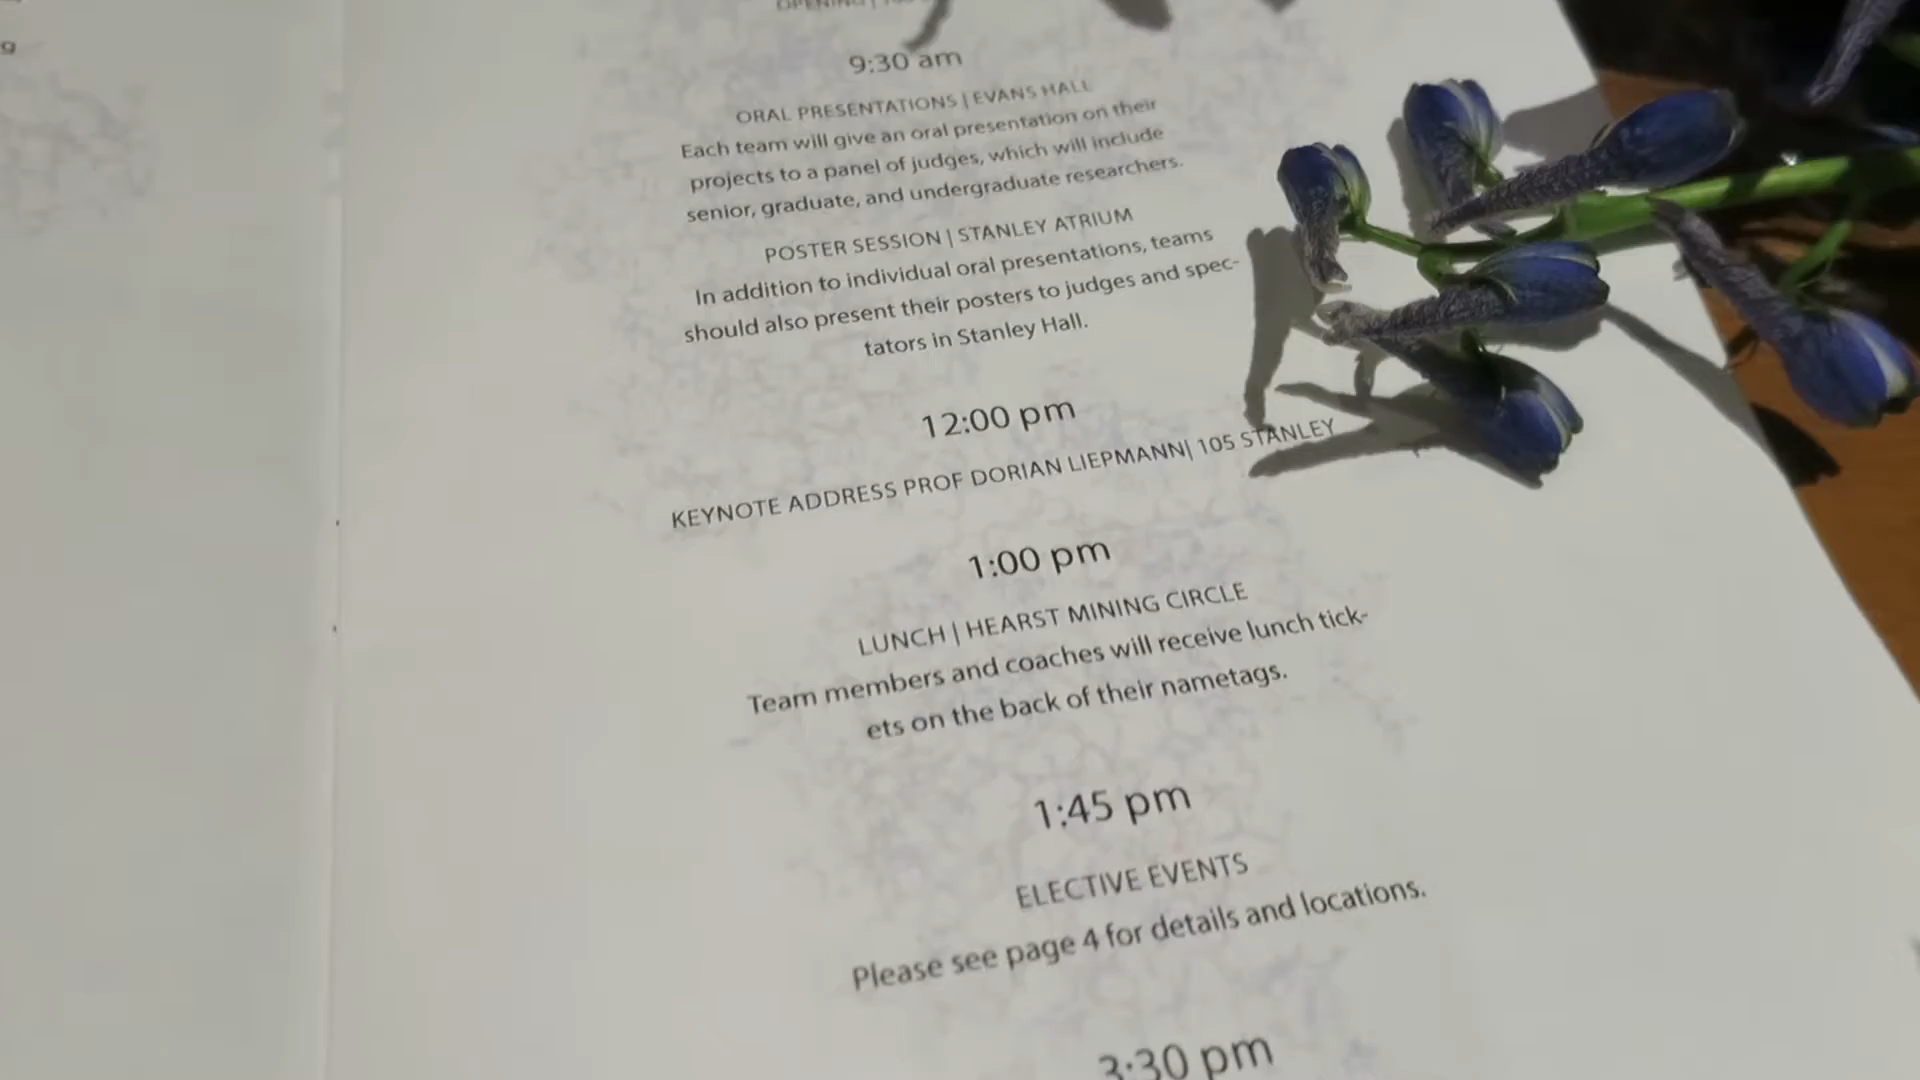 g
OPENING |
9:30 am
ORAL PRESENTATIONS | EVANS HALL
Each team will give an oral presentation on their
projects to a panel of judges, which will include
senior, graduate, and undergraduate researchers.
POSTER SESSION | STANLEY ATRIUM
In addition to individual oral presentations, teams
should also present their posters to judges and spec-
tators in Stanley Hall.
12:00 pm
KEYNOTE ADDRESS PROF DORIAN LIEPMANN| 105 STANLEY
1:00 pm
LUNCH | HEARST MINING CIRCLE
Team members and coaches will receive lunch tick-
ets on the back of their nametags.
1:45 pm
ELECTIVE EVENTS
Please see page 4 for details and locations.
3:30 pm